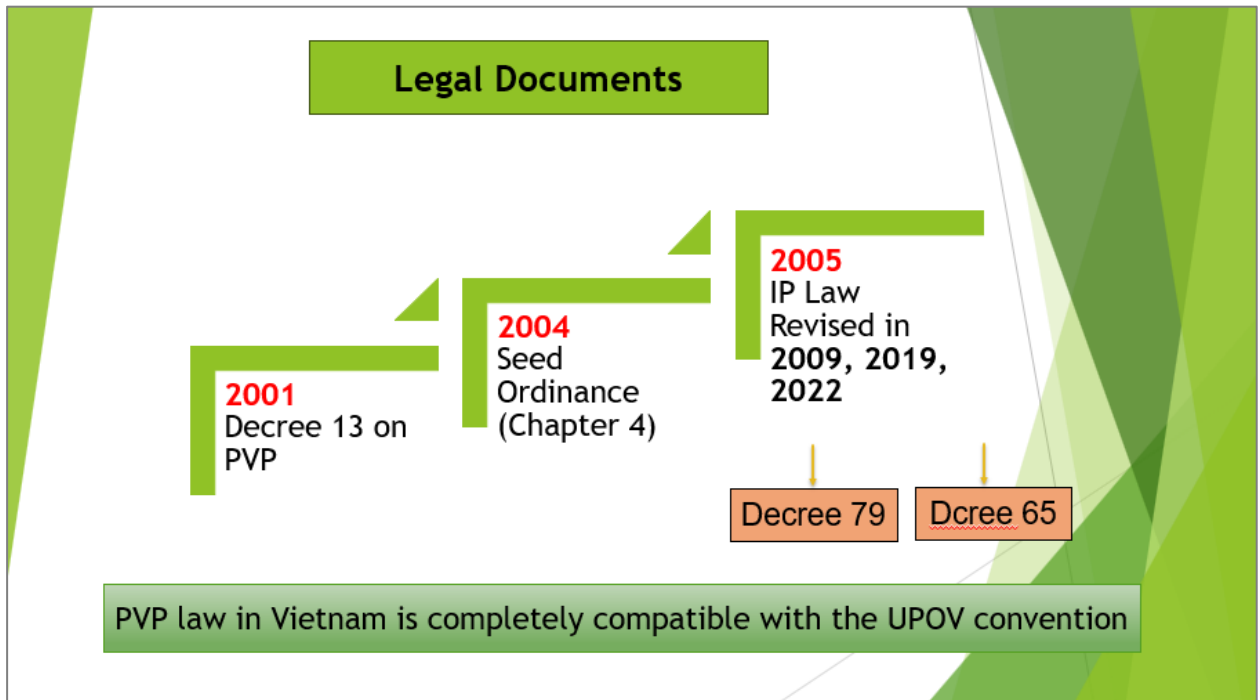 Legal Documents
2001
Decree 13 on
PVP
2004
Seed
Ordinance
(Chapter 4)
2005
IP Law
Revised in
2009, 2019,
2022
Decree 79
Dcree 65
PVP law in Vietnam is completely compatible with the UPOV convention